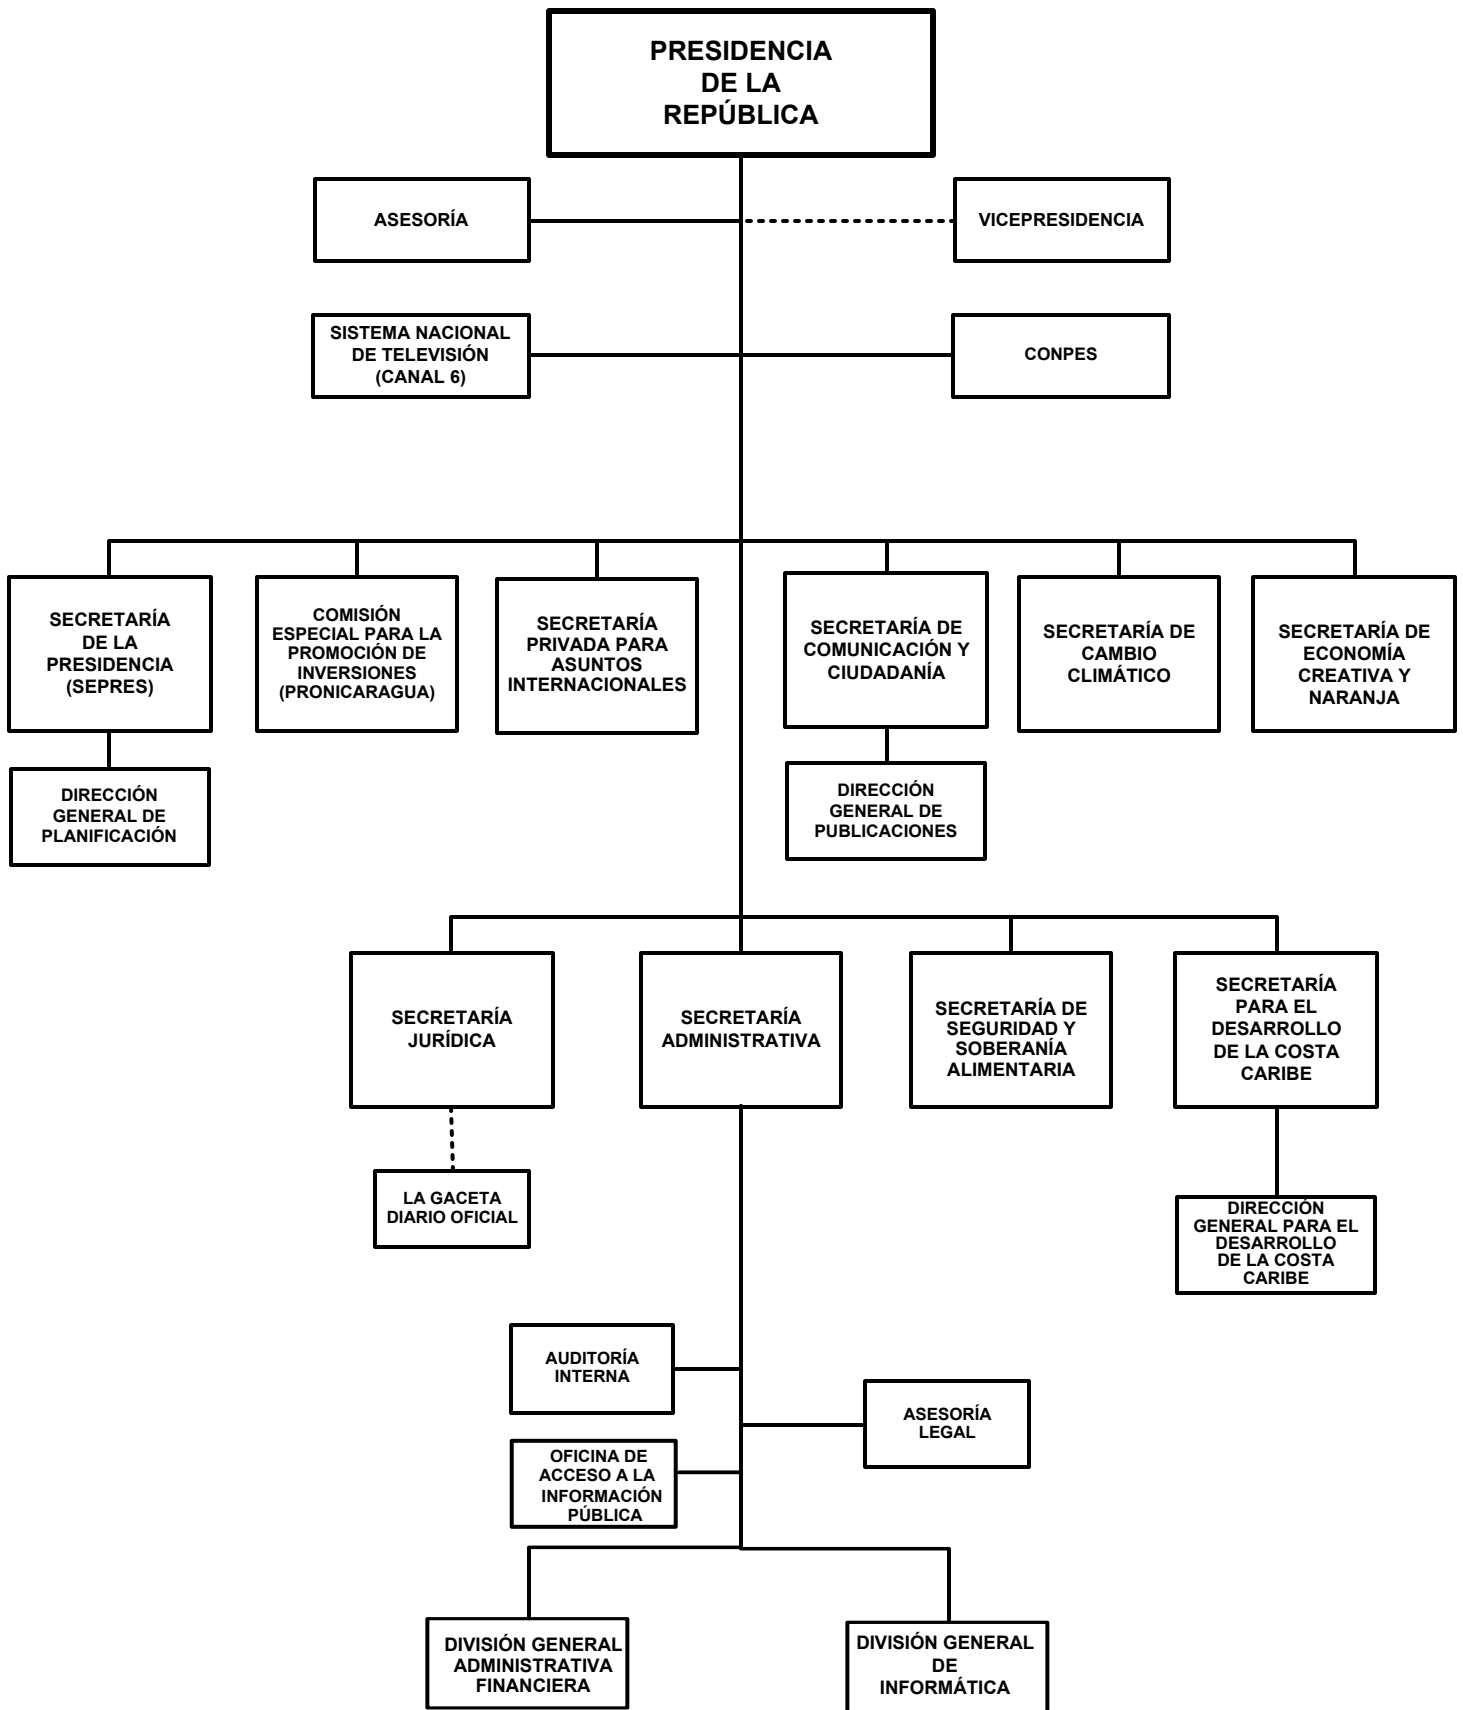 PRESIDENCIA
DE LA
REPÚBLICA
ASESORÍA
VICEPRESIDENCIA
SISTEMA NACIONAL
DE TELEVISIÓN
(CANAL 6)
CONPES
SECRETARÍA
DE LA
PRESIDENCIA
(SEPRES)
COMISIÓN
ESPECIAL PARA LA
PROMOCIÓN DE
INVERSIONES
(PRONICARAGUA)
SECRETARÍA
PRIVADA PARA
ASUNTOS
INTERNACIONALES
SECRETARÍA DE
COMUNICACIÓN Y
CIUDADANÍA
SECRETARÍA DE
CAMBIO
CLIMÁTICO
SECRETARÍA DE
ECONOMÍA
CREATIVA Y
NARANJA
DIRECCIÓN
GENERAL DE
PLANIFICACIÓN
DIRECCIÓN
GENERAL DE
PUBLICACIONES
SECRETARÍA
JURÍDICA
SECRETARÍA
ADMINISTRATIVA
SECRETARÍA DE
SEGURIDAD Y
SOBERANÍA
ALIMENTARIA
SECRETARÍA
PARA EL
DESARROLLO
DE LA COSTA
CARIBE
LA GACETA
DIARIO OFICIAL
DIRECCIÓN
GENERAL PARA EL
DESARROLLO
DE LA COSTA
CARIBE
AUDITORÍA
INTERNA
ASESORÍA
LEGAL
OFICINA DE
ACCESO A LA
INFORMACIÓN
PÚBLICA
DIVISIÓN GENERAL
ADMINISTRATIVA
FINANCIERA
DIVISIÓN GENERAL
DE
INFORMÁTICA